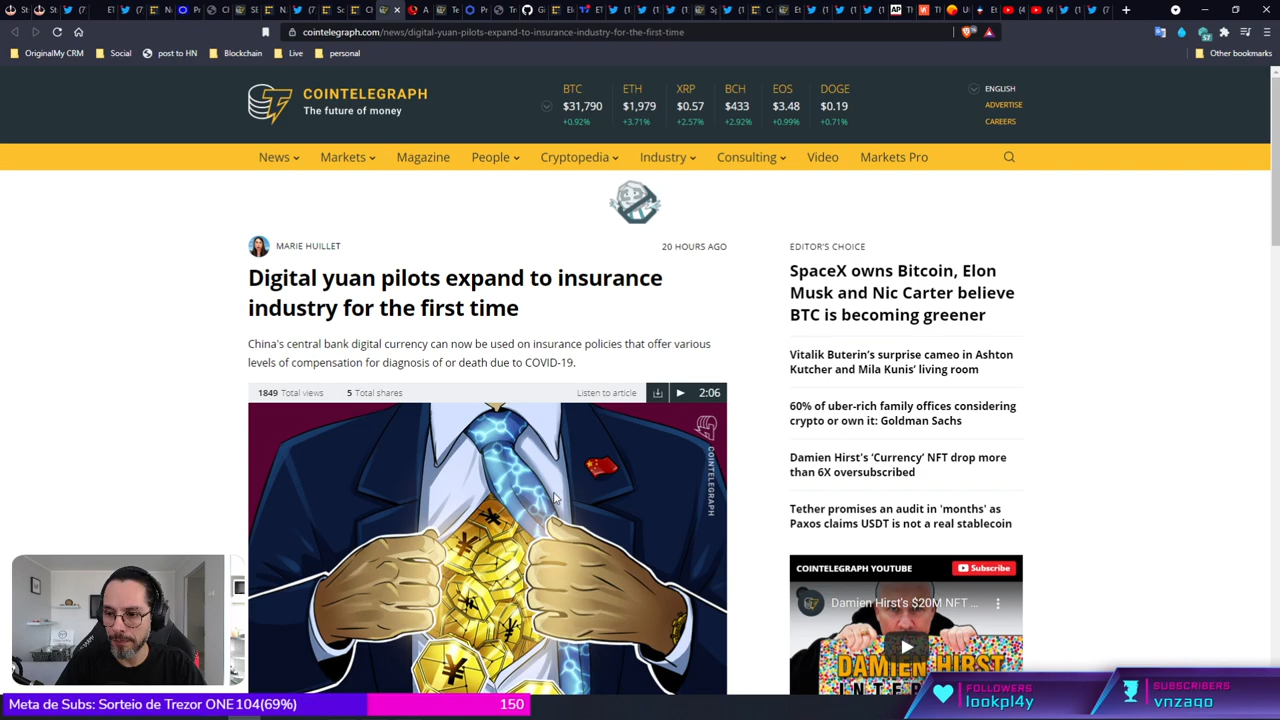 cointelegraph.com/news/digital-yuan-pilots-expand-to-insurance-industry-for-the-first-time
OriginalMy CRM
Social
post to HN
Blockchain
Live
personal
Other bookmarks
COINTELEGRAPH
The future of money
BTC
$31,790
+0.92%
ETH
$1,979
+3.71%
XRP
$0.57
+2.57%
BCH
$433
+2.92%
EOS
$3.48
+0.99%
DOGE
$0.19
+0.71%
ENGLISH
ADVERTISE
CAREERS
News
Markets
Magazine
People
Cryptopedia
Industry
Consulting
Video
Markets Pro
MARIE HUILLET
20 HOURS AGO
Digital yuan pilots expand to insurance
industry for the first time
China's central bank digital currency can now be used on insurance policies that offer various
levels of compensation for diagnosis of or death due to COVID-19.
1849 Total views
5 Total shares
Listen to article
2:06
COINTELEGRAPH
EDITOR'S CHOICE
SpaceX owns Bitcoin, Elon
Musk and Nic Carter believe
BTC is becoming greener
Vitalik Buterin's surprise cameo in Ashton
Kutcher and Mila Kunis' living room
60% of uber-rich family offices considering
crypto or own it: Goldman Sachs
Damien Hirst's ‘Currency’ NFT drop more
than 6X oversubscribed
Tether promises an audit in 'months' as
Paxos claims USDT is not a real stablecoin
COINTELEGRAPH YOUTUBE
Subscribe
Damien Hirst's $20M NFT ...
DAMIEN HIRST
Meta de Subs: Sorteio de Trezor ONE 104(69%)
150
FOLLOWERS
lookpl4y
SUBSCRIBERS
vnzago